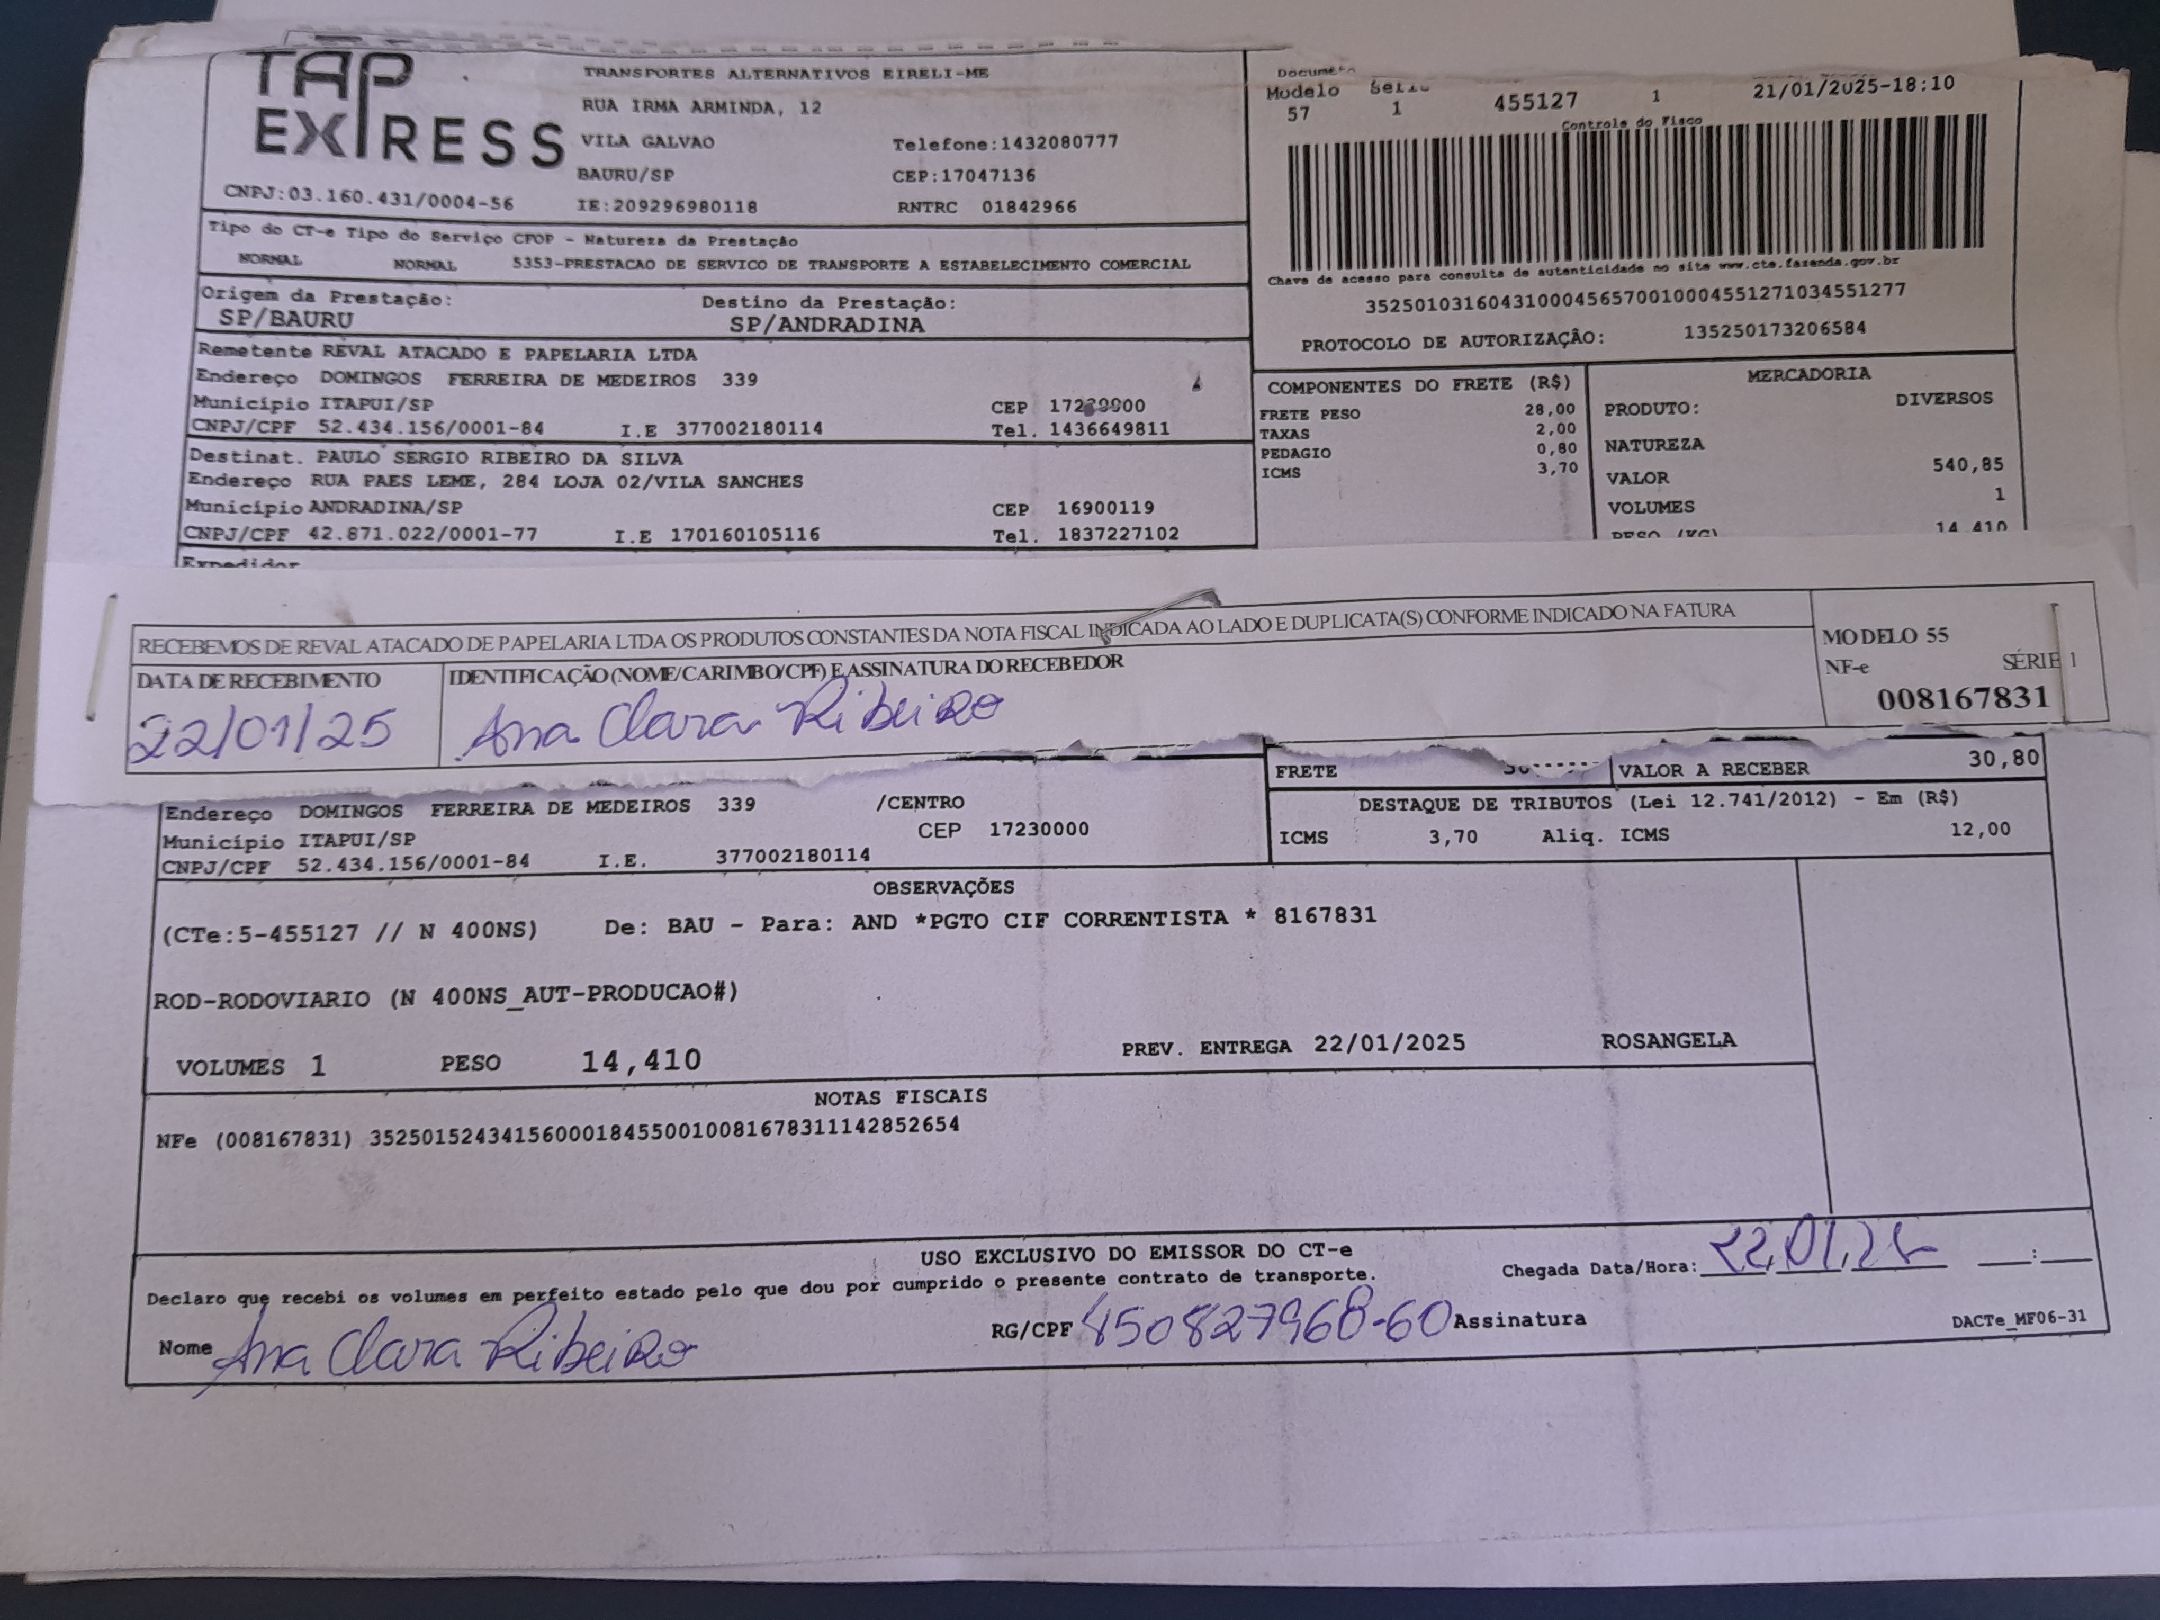 TAP
EXPRESS
TRANSPORTES ALTERNATIVOS EIRELI-ME
RUA IRMA ARMINDA, 12
VILA GALVAO Telefone:1432080777
BAURU/SP CEP:17047136
CNPJ:03.160.431/0004-56 IE:209296980118 RNTRC 01842966
Modelo 455127 1 21/01/2025-18:10
57 1
Controle do Fisco
Chave de acesso para consulta de autenticidade no site www.cte.fazenda.gov.br
35250103160431000456570010004551271034551277
PROTOCOLO DE AUTORIZAÇÂO: 135250173206584
Tipo do CT-e Tipo do Serviço CFOP - Natureza da Prestação
NORMAL NORMAL 5353-PRESTACAO DE SERVICO DE TRANSPORTE A ESTABELECIMENTO COMERCIAL
Origem da Prestação: Destino da Prestação:
SP/BAURU SP/ANDRADINA
Remetente REVAL ATACADO E PAPELARIA LTDA
Endereço DOMINGOS FERREIRA DE MEDEIROS 339
Município ITAPUI/SP CEP
CNPJ/CPF 52.434.156/0001-84 I.E 377002180114 Tel. 1436649811
Destinat. PAULO SERGIO RIBEIRO DA SILVA
Endereço RUA PAES LEME, 284 LOJA 02/VILA SANCHES
Município ANDRADINA/SP CEP 16900119
CNPJ/CPF 42.871.022/0001-77 I.E 170160105116 Tel. 1837227102
Expedidor
COMPONENTES DO FRETE (R$)
FRETE PESO 28,00
TAXAS 2,00
PEDAGIO 0,80
ICMS 3,70
MERCADORIA
PRODUTO: DIVERSOS
NATUREZA
VALOR 540,85
VOLUMES 1
PESO (KG) 14,410
RECEBEMOS DE REVAL ATACADO DE PAPELARIA LTDA OS PRODUTOS CONSTANTES DA NOTA FISCAL INDICADA AO LADO E DUPLICATA(S) CONFORME INDICADO NA FATURA
DATA DE RECEBIMENTO IDENTIFICAÇÃO (NOME/CARIMBO/CPF) E ASSINATURA DO RECEBEDOR
22/01/25 Ana Clara Ribeiro
MODELO 55
NF-e SÉRIE 1
008167831
FRETE VALOR A RECEBER 30,80
Endereço DOMINGOS FERREIRA DE MEDEIROS 339 /CENTRO
Município ITAPUI/SP CEP 17230000
CNPJ/CPF 52.434.156/0001-84 I.E. 377002180114
DESTAQUE DE TRIBUTOS (Lei 12.741/2012) - Em (R$)
ICMS 3,70 Aliq. ICMS 12,00
OBSERVAÇÕES
(CTe:5-455127 // N 400NS) De: BAU - Para: AND *PGTO CIF CORRENTISTA * 8167831
ROD-RODOVIARIO (N 400NS_AUT-PRODUCAO#)
VOLUMES 1 PESO 14,410 PREV. ENTREGA 22/01/2025 ROSANGELA
NOTAS FISCAIS
NFe (008167831) 35250152434156000184550010081678311142852654
USO EXCLUSIVO DO EMISSOR DO CT-e
Declaro que recebi os volumes em perfeito estado pelo que dou por cumprido o presente contrato de transporte. Chegada Data/Hora: 22.01.25 :
Nome Ana Clara Ribeiro RG/CPF 450827968-60 Assinatura
DACTe_MF06-31